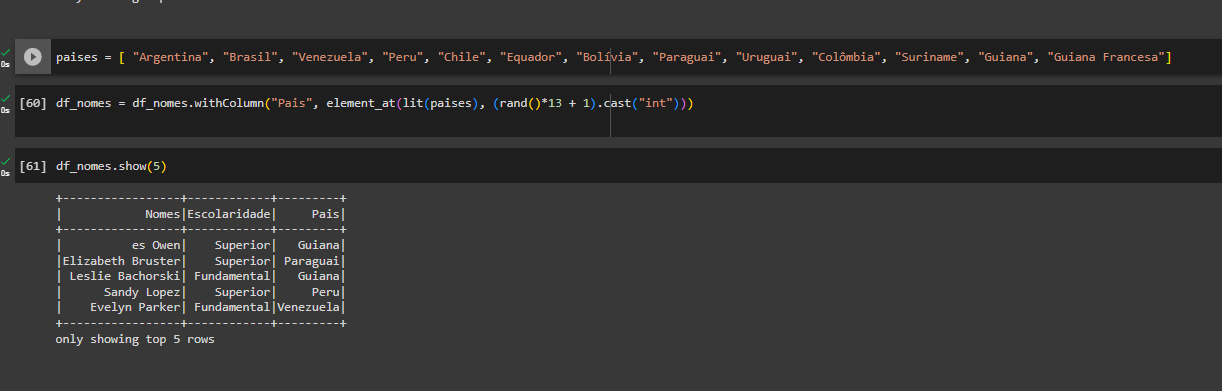 paises = [ "Argentina", "Brasil", "Venezuela", "Peru", "Chile", "Equador", "Bolívia", "Paraguai", "Uruguai", "Colômbia", "Suriname", "Guiana", "Guiana Francesa"]
0s
[60] df_nomes = df_nomes.withColumn("Pais", element_at(lit(paises), (rand()*13 + 1).cast("int")))
0s
[61] df_nomes.show(5)
0s
+-----------------+------------+---------+
|            Nomes|Escolaridade|     Pais|
+-----------------+------------+---------+
|          es Owen|    Superior|   Guiana|
|Elizabeth Bruster|    Superior| Paraguai|
| Leslie Bachorski| Fundamental|   Guiana|
|      Sandy Lopez|    Superior|     Peru|
|    Evelyn Parker| Fundamental|Venezuela|
+-----------------+------------+---------+
only showing top 5 rows